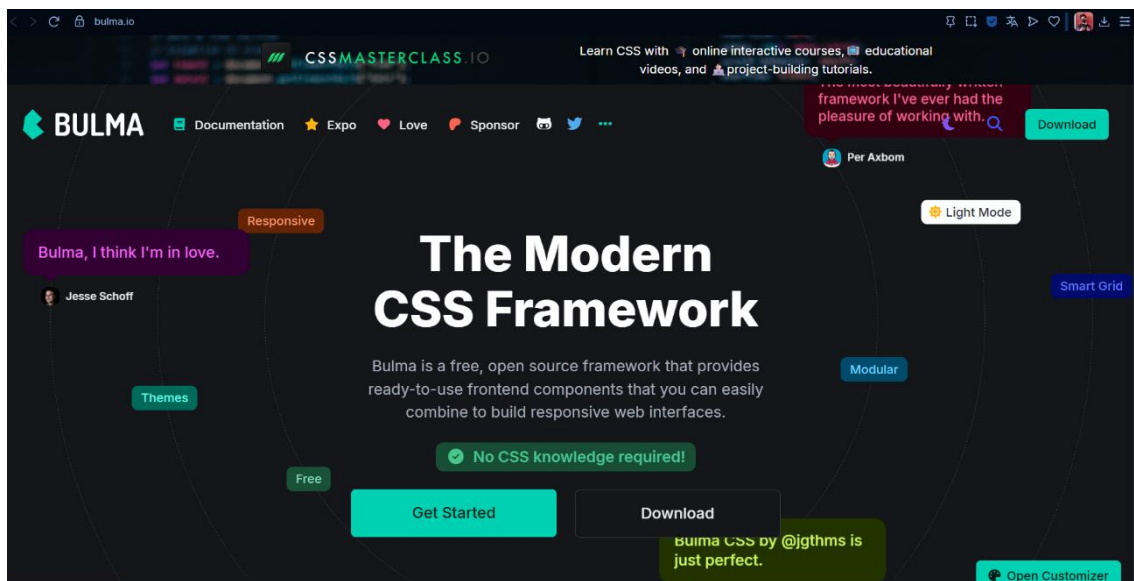 bulma.io
CSSMASTERCLASS.IO
Learn CSS with online interactive courses, educational
videos, and project-building tutorials.
The most beautifully written
framework I've ever had the
pleasure of working with.
Per Axbom
BULMA
Documentation
Expo
Love
Sponsor
Download
Responsive
Light Mode
Bulma, I think I'm in love.
Jesse Schoff
The Modern
CSS Framework
Smart Grid
Bulma is a free, open source framework that provides
ready-to-use frontend components that you can easily
combine to build responsive web interfaces.
Modular
Themes
No CSS knowledge required!
Free
Get Started
Download
Bulma CSS by @jgthms is
just perfect.
Open Customizer